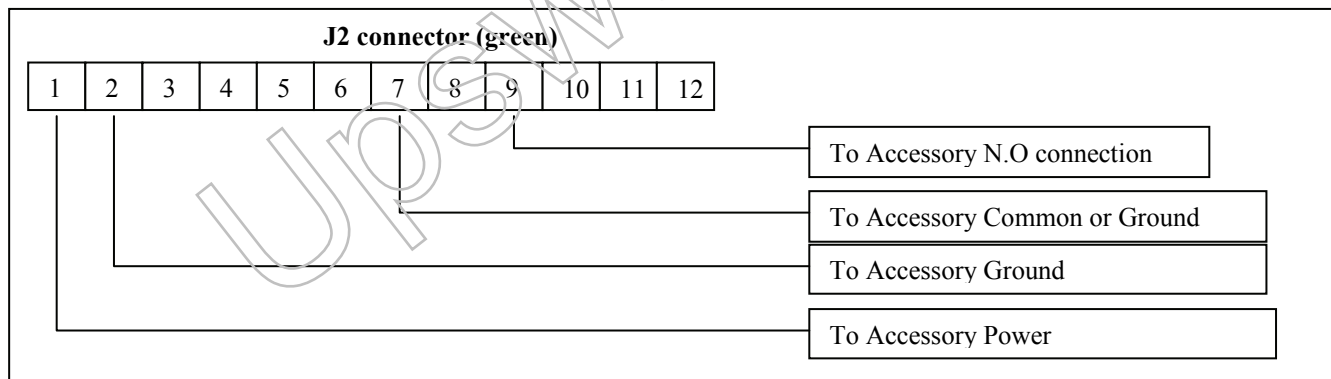 J2 connector (green)
1 2 3 4 5 6 7 8 9 10 11 12
To Accessory N.O connection
To Accessory Common or Ground
To Accessory Ground
To Accessory Power
Upsw